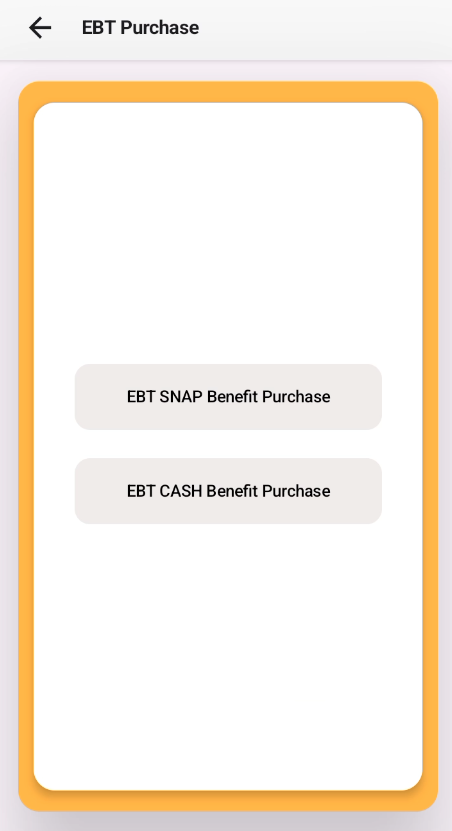 EBT Purchase
EBT SNAP Benefit Purchase
EBT CASH Benefit Purchase